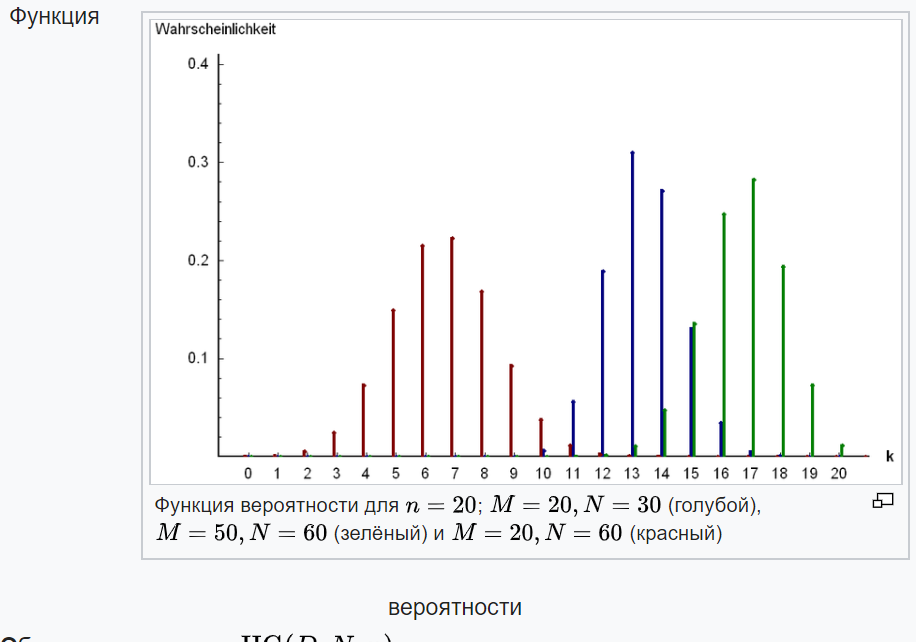 Функция
Wahrscheinlichkeit
0.4
0.3
0.2
0.1
k
0 1 2 3 4 5 6 7 8 9 10 11 12 13 14 15 16 17 18 19 20
Функция вероятности для n = 20; M = 20, N = 30 (голубой),
M = 50, N = 60 (зелёный) и M = 20, N = 60 (красный)
вероятности